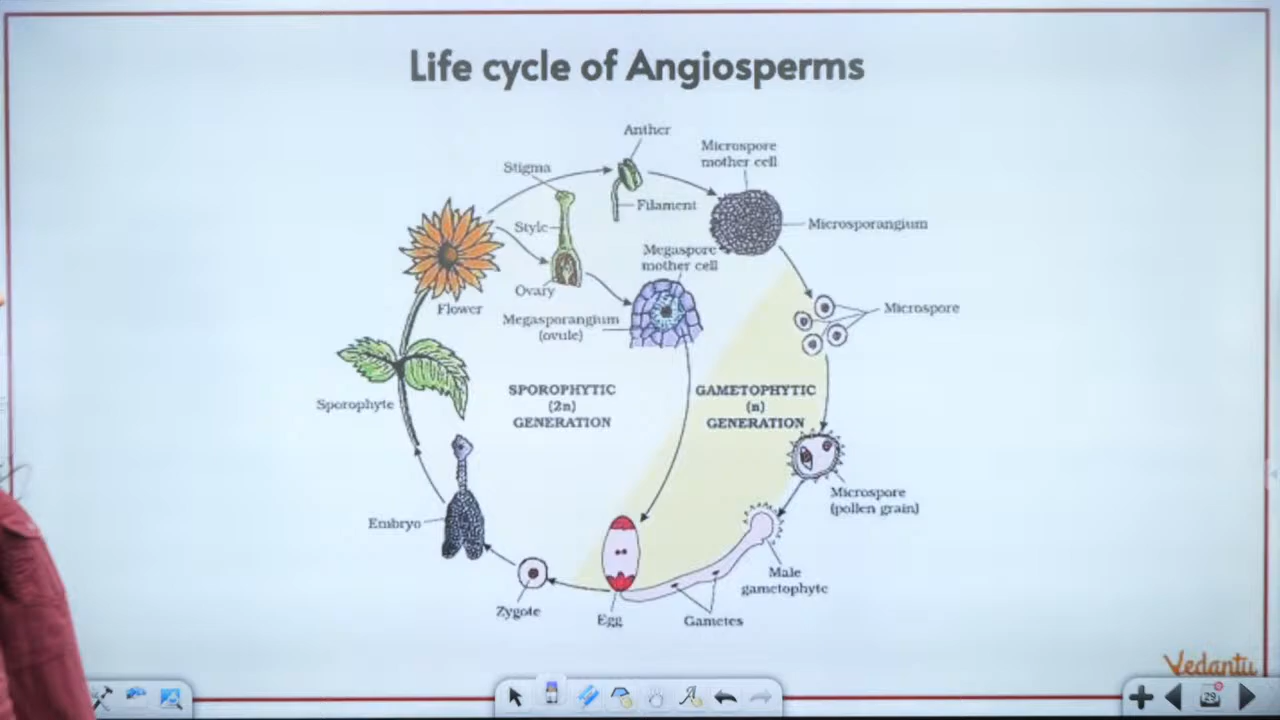 Life cycle of Angiosperms
Anther
Microspore
mother cell
Stigma
Filament
Microsporangium
Style
Megaspore
mother cell
Ovary
Flower
Megasporangium
(ovule)
Microspore
SPOROPHYTIC
(2n)
GENERATION
GAMETOPHYTIC
(n)
GENERATION
Sporophyte
Microspore
(pollen grain)
Embryo
Male
gametophyte
Zygote
Egg
Gametes
Vedantu
29